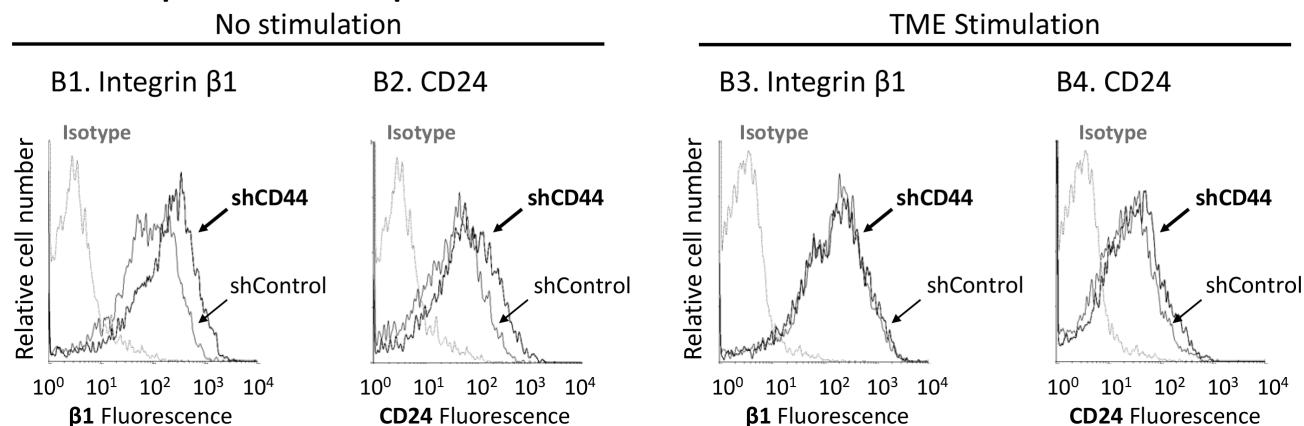 No stimulation
TME Stimulation
B1. Integrin β1
B2. CD24
B3. Integrin β1
B4. CD24
Relative cell number
Isotype
shCD44
shControl
10⁰ 10¹ 10² 10³ 10⁴
β1 Fluorescence
Isotype
shCD44
shControl
10⁰ 10¹ 10² 10³ 10⁴
CD24 Fluorescence
Relative cell number
Isotype
shCD44
shControl
10⁰ 10¹ 10² 10³ 10⁴
β1 Fluorescence
Isotype
shCD44
shControl
10⁰ 10¹ 10² 10³ 10⁴
CD24 Fluorescence